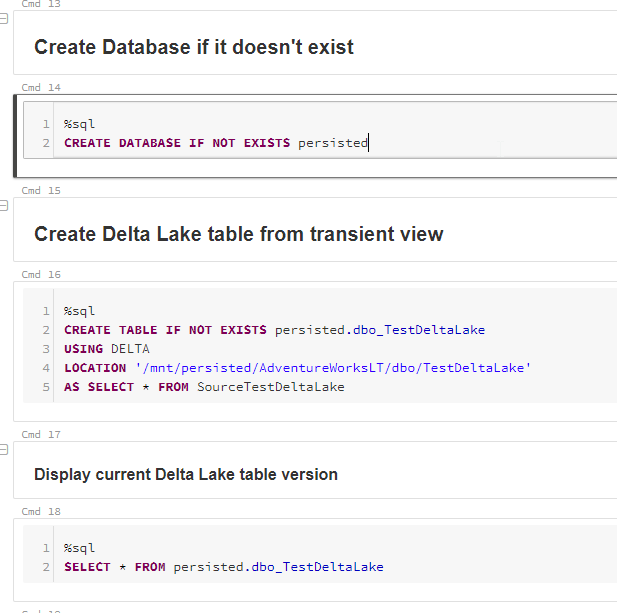 Cmd 13
Create Database if it doesn't exist
Cmd 14
1 %sql
2 CREATE DATABASE IF NOT EXISTS persisted
Cmd 15
Create Delta Lake table from transient view
Cmd 16
1 %sql
2 CREATE TABLE IF NOT EXISTS persisted.dbo_TestDeltaLake
3 USING DELTA
4 LOCATION '/mnt/persisted/AdventureWorksLT/dbo/TestDeltaLake'
5 AS SELECT * FROM SourceTestDeltaLake
Cmd 17
Display current Delta Lake table version
Cmd 18
1 %sql
2 SELECT * FROM persisted.dbo_TestDeltaLake